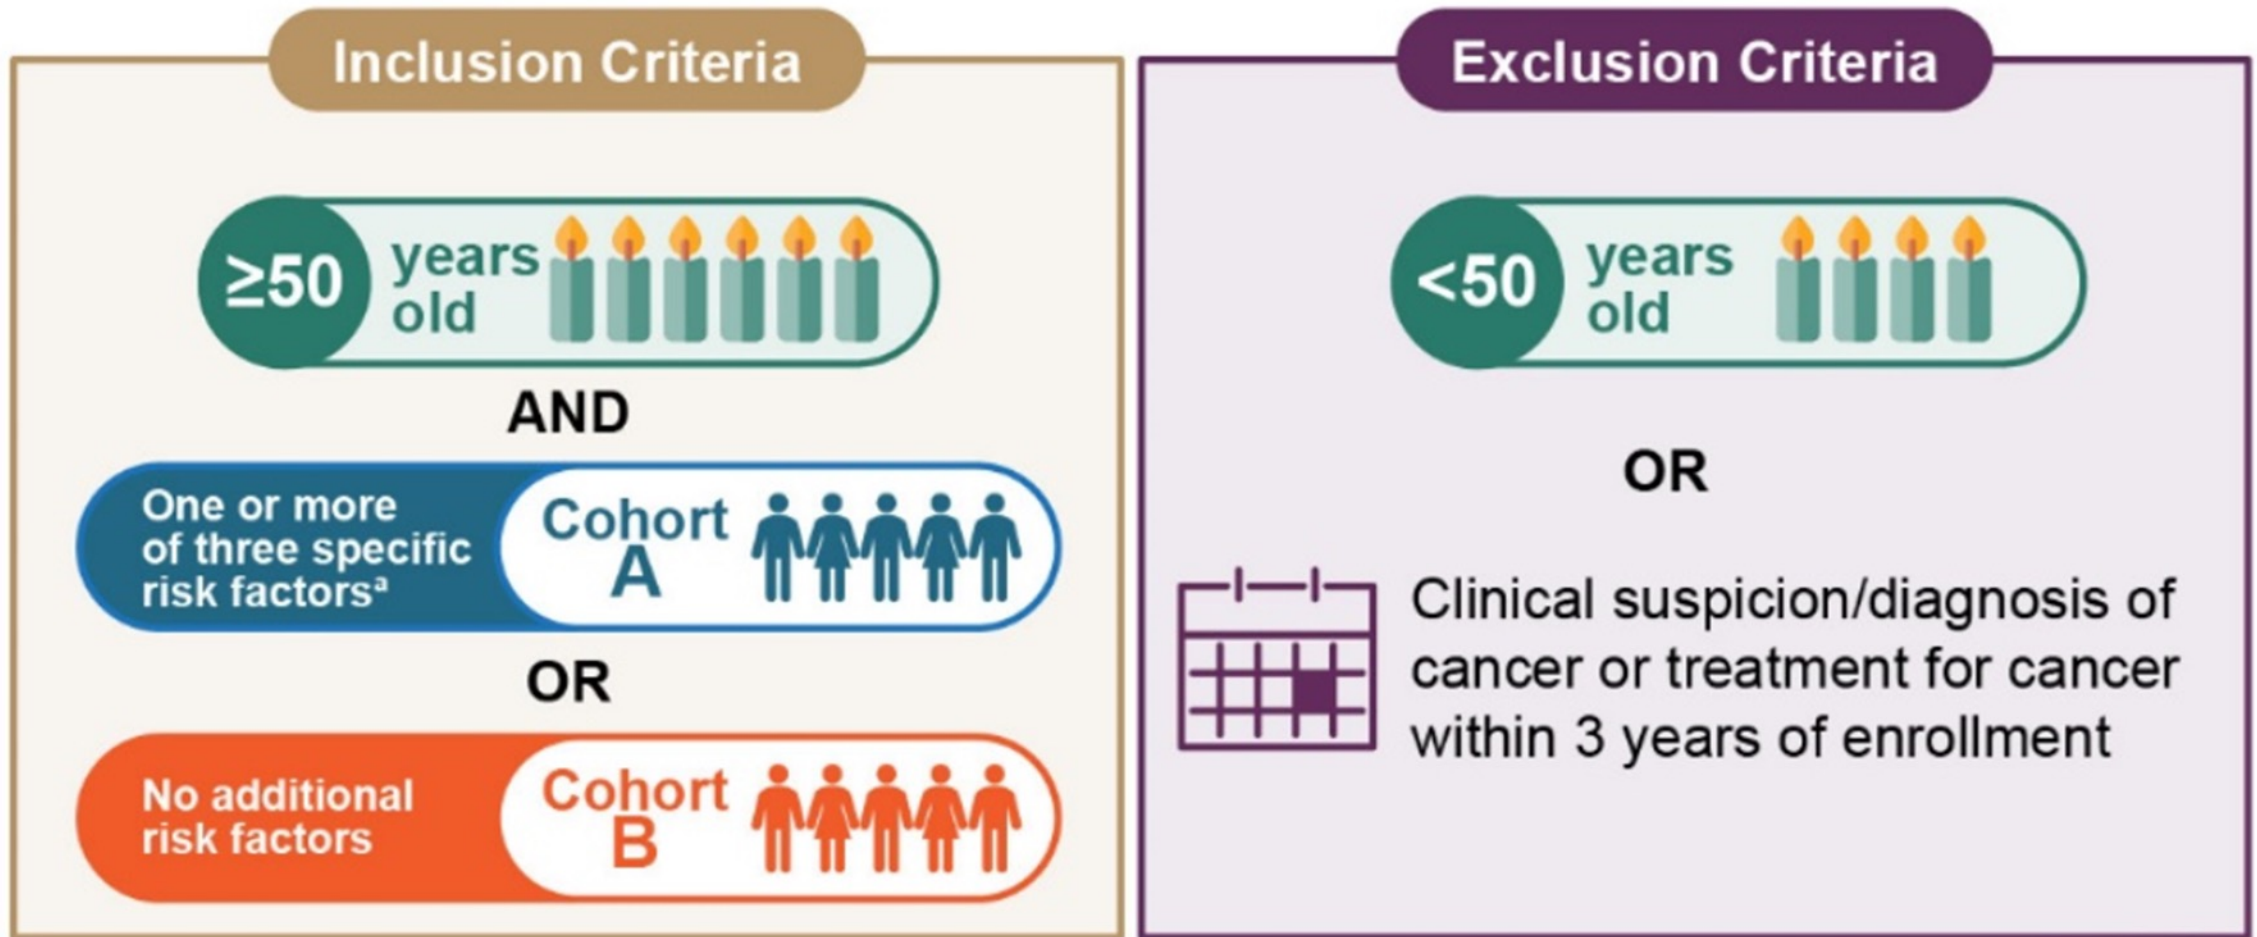 Inclusion Criteria
≥50
years
old
AND
One or more
of three specific
risk factorsᵃ
Cohort
A
OR
No additional
risk factors
Cohort
B
Exclusion Criteria
<50
years
old
OR
Clinical suspicion/diagnosis of
cancer or treatment for cancer
within 3 years of enrollment